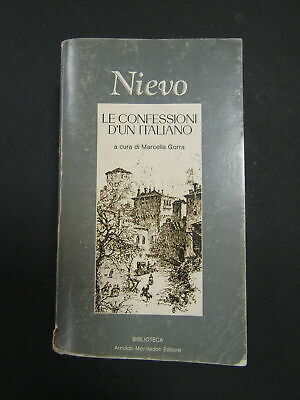 Nievo
LE CONFESSIONI
D'UN ITALIANO
a cura di Marcella Gorra
BIBLIOTECA
Arnoldo Mondadori Editore